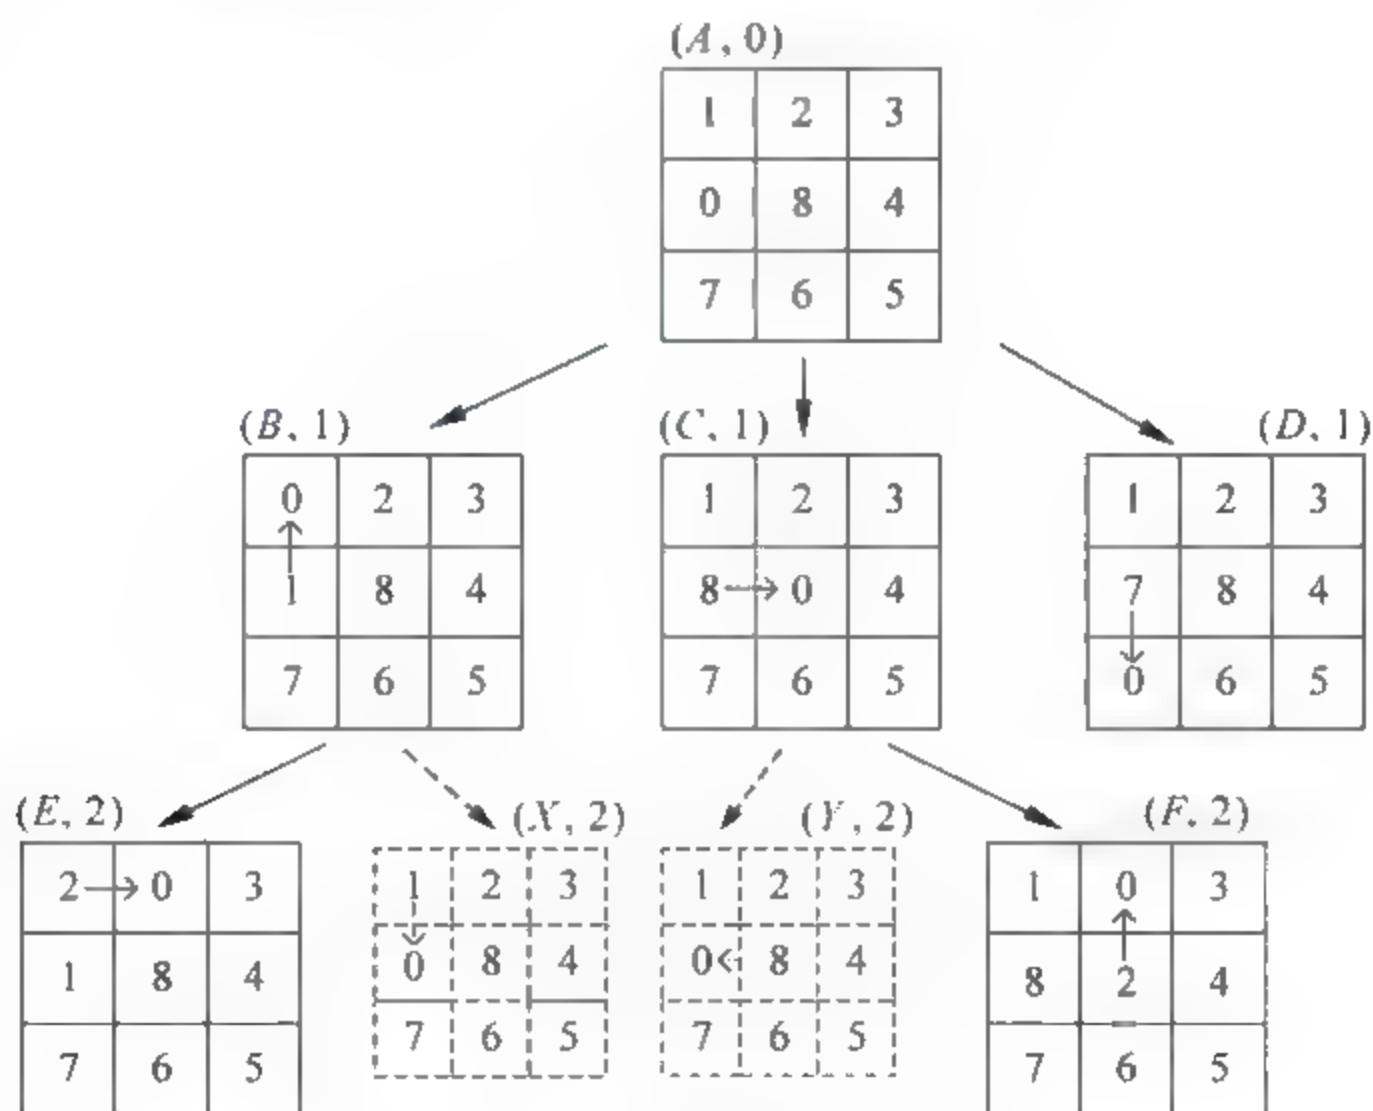 (A, 0)
1 2 3
0 8 4
7 6 5
(B, 1) (C, 1) (D, 1)
0 2 3 1 2 3 1 2 3
1 8 4 8 → 0 4 7 8 4
7 6 5 7 6 5 0 6 5
(E, 2) (X, 2) (Y, 2) (F, 2)
2 → 0 3 1 2 3 1 2 3 1 0 3
1 8 4 0 8 4 0 ← 8 4 8 2 4
7 6 5 7 6 5 7 6 5 7 6 5